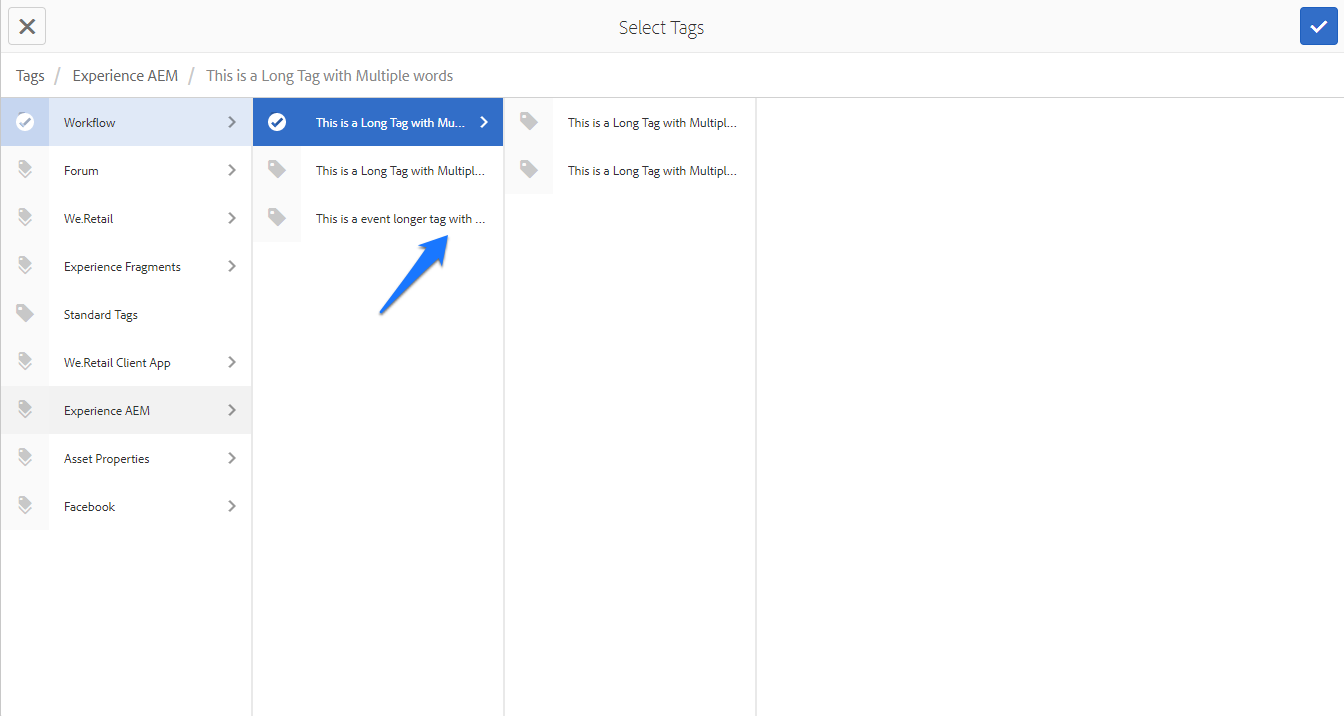 Select Tags
Tags / Experience AEM / This is a Long Tag with Multiple words
Workflow
Forum
We.Retail
Experience Fragments
Standard Tags
We.Retail Client App
Experience AEM
Asset Properties
Facebook
This is a Long Tag with Mu...
This is a Long Tag with Multipl...
This is a event longer tag with ...
This is a Long Tag with Multipl...
This is a Long Tag with Multipl...